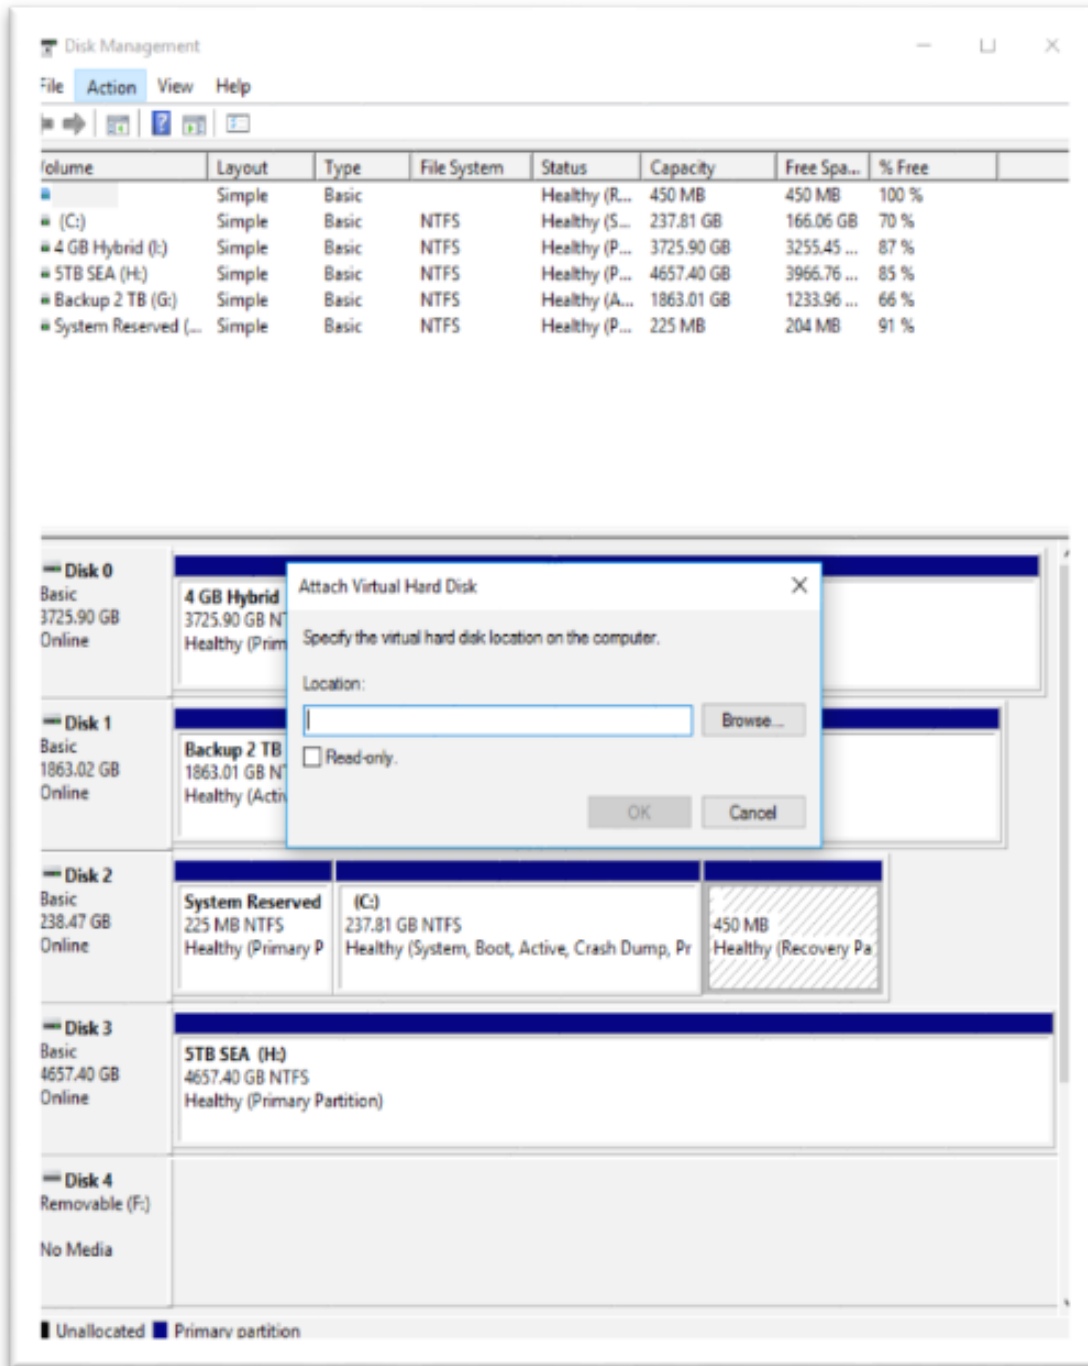 Disk Management
File Action View Help
Volume Layout Type File System Status Capacity Free Spa... % Free
Simple Basic Healthy (R... 450 MB 450 MB 100 %
(C:) Simple Basic NTFS Healthy (S... 237.81 GB 166.06 GB 70 %
4 GB Hybrid (I:) Simple Basic NTFS Healthy (P... 3725.90 GB 3255.45 ... 87 %
5TB SEA (H:) Simple Basic NTFS Healthy (P... 4657.40 GB 3966.76 ... 85 %
Backup 2 TB (G:) Simple Basic NTFS Healthy (A... 1863.01 GB 1233.96 ... 66 %
System Reserved (... Simple Basic NTFS Healthy (P... 225 MB 204 MB 91 %
Disk 0
Basic
3725.90 GB
Online
4 GB Hybrid
3725.90 GB NT
Healthy (Prim
Attach Virtual Hard Disk
Specify the virtual hard disk location on the computer.
Location:
Browse...
Read-only.
OK Cancel
Disk 1
Basic
1863.02 GB
Online
Backup 2 TB
1863.01 GB N
Healthy (Activ
Disk 2
Basic
238.47 GB
Online
System Reserved
225 MB NTFS
Healthy (Primary P
(C:)
237.81 GB NTFS
Healthy (System, Boot, Active, Crash Dump, Pr
450 MB
Healthy (Recovery Pa
Disk 3
Basic
4657.40 GB
Online
5TB SEA (H:)
4657.40 GB NTFS
Healthy (Primary Partition)
Disk 4
Removable (F:)
No Media
Unallocated Primary partition